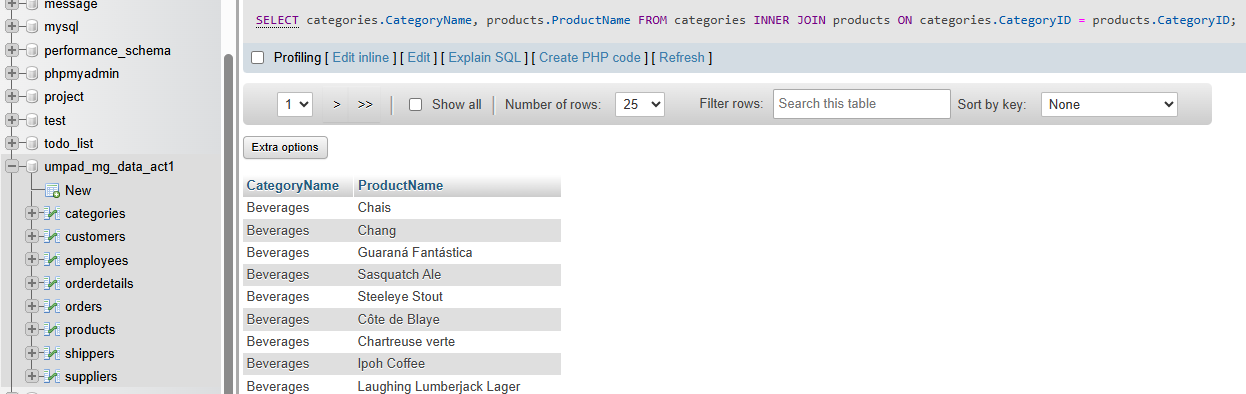 message
mysql
performance_schema
phpmyadmin
project
test
todo_list
umpad_mg_data_act1
New
categories
customers
employees
orderdetails
orders
products
shippers
suppliers
SELECT categories.CategoryName, products.ProductName FROM categories INNER JOIN products ON categories.CategoryID = products.CategoryID;
Profiling [ Edit inline ] [ Edit ] [ Explain SQL ] [ Create PHP code ] [ Refresh ]
1 > >> | Show all | Number of rows: 25 Filter rows: Search this table Sort by key: None
Extra options
CategoryName ProductName
Beverages Chais
Beverages Chang
Beverages Guaraná Fantástica
Beverages Sasquatch Ale
Beverages Steeleye Stout
Beverages Côte de Blaye
Beverages Chartreuse verte
Beverages Ipoh Coffee
Beverages Laughing Lumberjack Lager